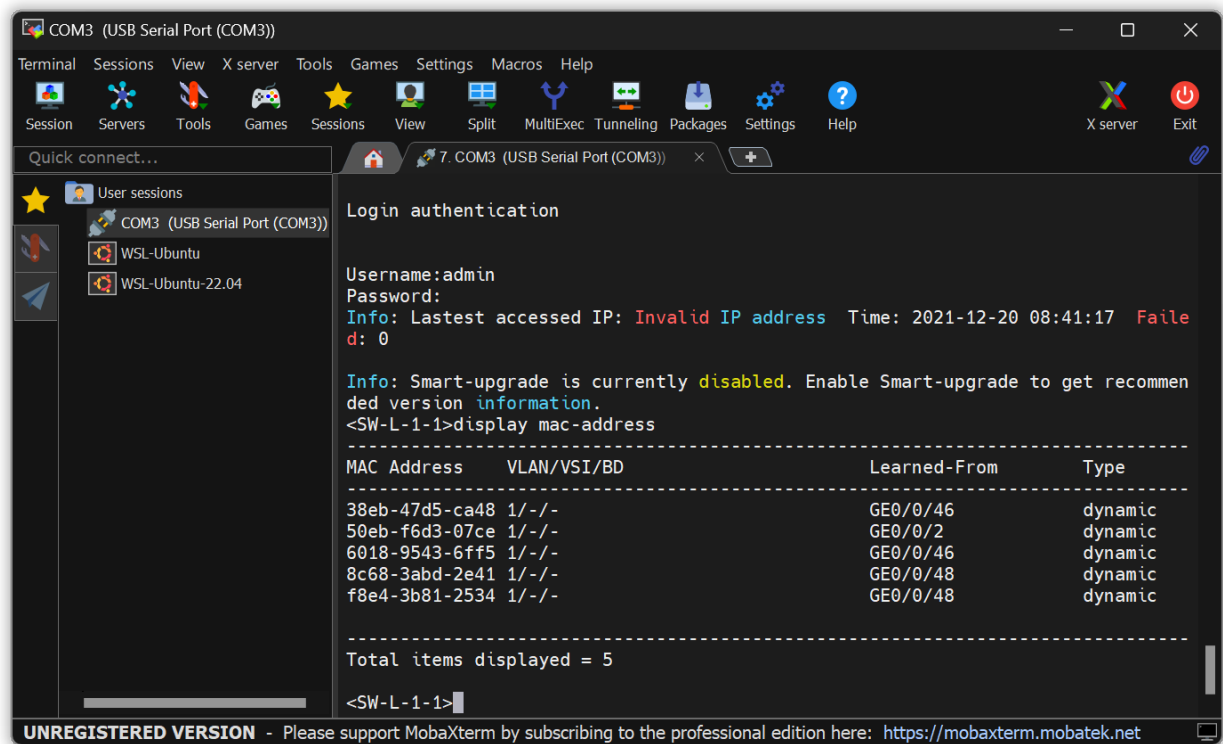 COM3 (USB Serial Port (COM3))
Terminal Sessions View X server Tools Games Settings Macros Help
Session Servers Tools Games Sessions View Split MultiExec Tunneling Packages Settings Help X server Exit
Quick connect...
7. COM3 (USB Serial Port (COM3))
User sessions
COM3 (USB Serial Port (COM3))
WSL-Ubuntu
WSL-Ubuntu-22.04
Login authentication
Username:admin
Password:
Info: Lastest accessed IP: Invalid IP address Time: 2021-12-20 08:41:17 Faile
d: 0
Info: Smart-upgrade is currently disabled. Enable Smart-upgrade to get recommen
ded version information.
<SW-L-1-1>display mac-address
-------------------------------------------------------------------------------
MAC Address VLAN/VSI/BD Learned-From Type
-------------------------------------------------------------------------------
38eb-47d5-ca48 1/-/- GE0/0/46 dynamic
50eb-f6d3-07ce 1/-/- GE0/0/2 dynamic
6018-9543-6ff5 1/-/- GE0/0/46 dynamic
8c68-3abd-2e41 1/-/- GE0/0/48 dynamic
f8e4-3b81-2534 1/-/- GE0/0/48 dynamic
-------------------------------------------------------------------------------
Total items displayed = 5
<SW-L-1-1>
UNREGISTERED VERSION - Please support MobaXterm by subscribing to the professional edition here: https://mobaxterm.mobatek.net